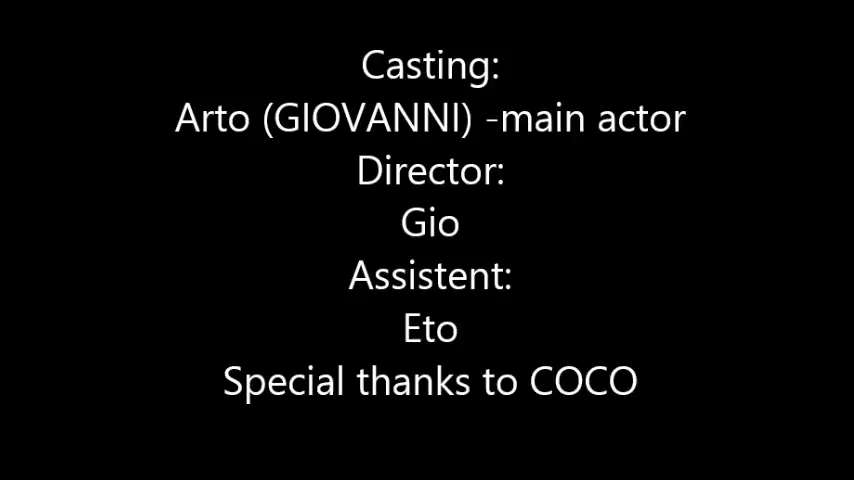 Casting:
Arto (GIOVANNI) -main actor
Director:
Gio
Assistent:
Eto
Special thanks to COCO